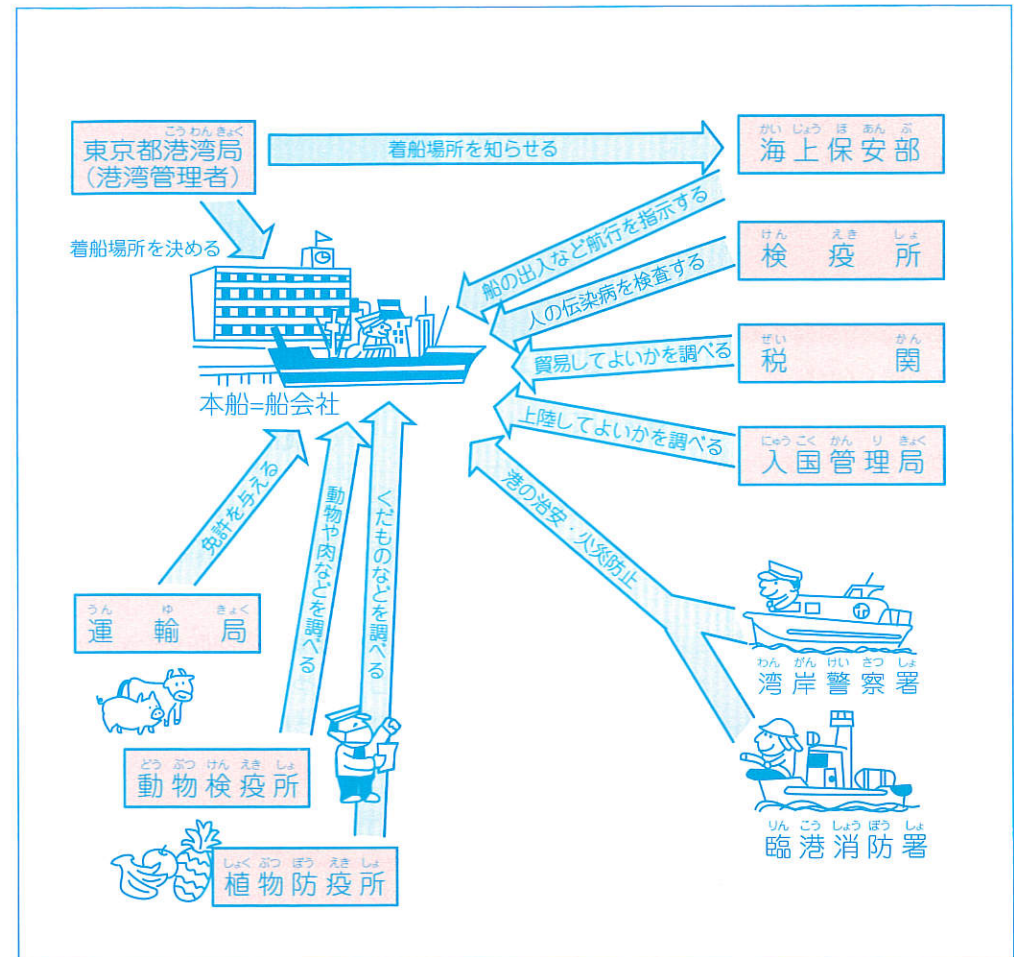 こうわんきょく
東京都港湾局
(港湾管理者)
着船場所を知らせる
かいじょうほあんぶ
海上保安部
着船場所を決める
船の出入など航行を指示する
けんえきしょ
検疫所
人の伝染病を検査する
ぜいかん
税関
貿易してよいかを調べる
にゅうこくかんりきょく
入国管理局
上陸してよいかを調べる
本船=船会社
港の治安・火災防止
免許を与える
動物や肉などを調べる
くだものなどを調べる
うんゆきょく
運輸局
わんがんけいさつしょ
湾岸警察署
どうぶつけんえきしょ
動物検疫所
りんこうしょうぼうしょ
臨港消防署
しょくぶつぼうえきしょ
植物防疫所